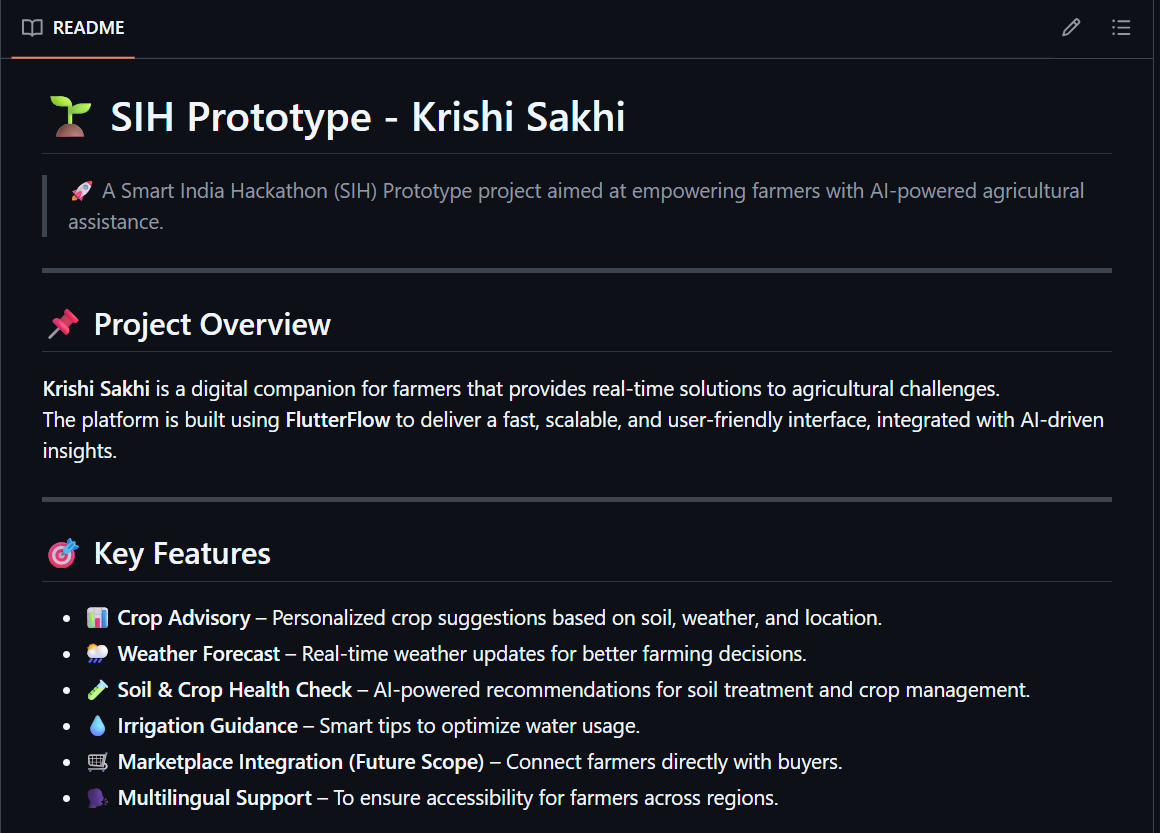 README
🌱 SIH Prototype - Krishi Sakhi
🚀 A Smart India Hackathon (SIH) Prototype project aimed at empowering farmers with AI-powered agricultural
assistance.
📌 Project Overview
Krishi Sakhi is a digital companion for farmers that provides real-time solutions to agricultural challenges.
The platform is built using FlutterFlow to deliver a fast, scalable, and user-friendly interface, integrated with AI-driven
insights.
🎯 Key Features
• 📊 Crop Advisory – Personalized crop suggestions based on soil, weather, and location.
• 🌦 Weather Forecast – Real-time weather updates for better farming decisions.
• 🧪 Soil & Crop Health Check – AI-powered recommendations for soil treatment and crop management.
• 💧 Irrigation Guidance – Smart tips to optimize water usage.
• 🛒 Marketplace Integration (Future Scope) – Connect farmers directly with buyers.
• 🗣 Multilingual Support – To ensure accessibility for farmers across regions.